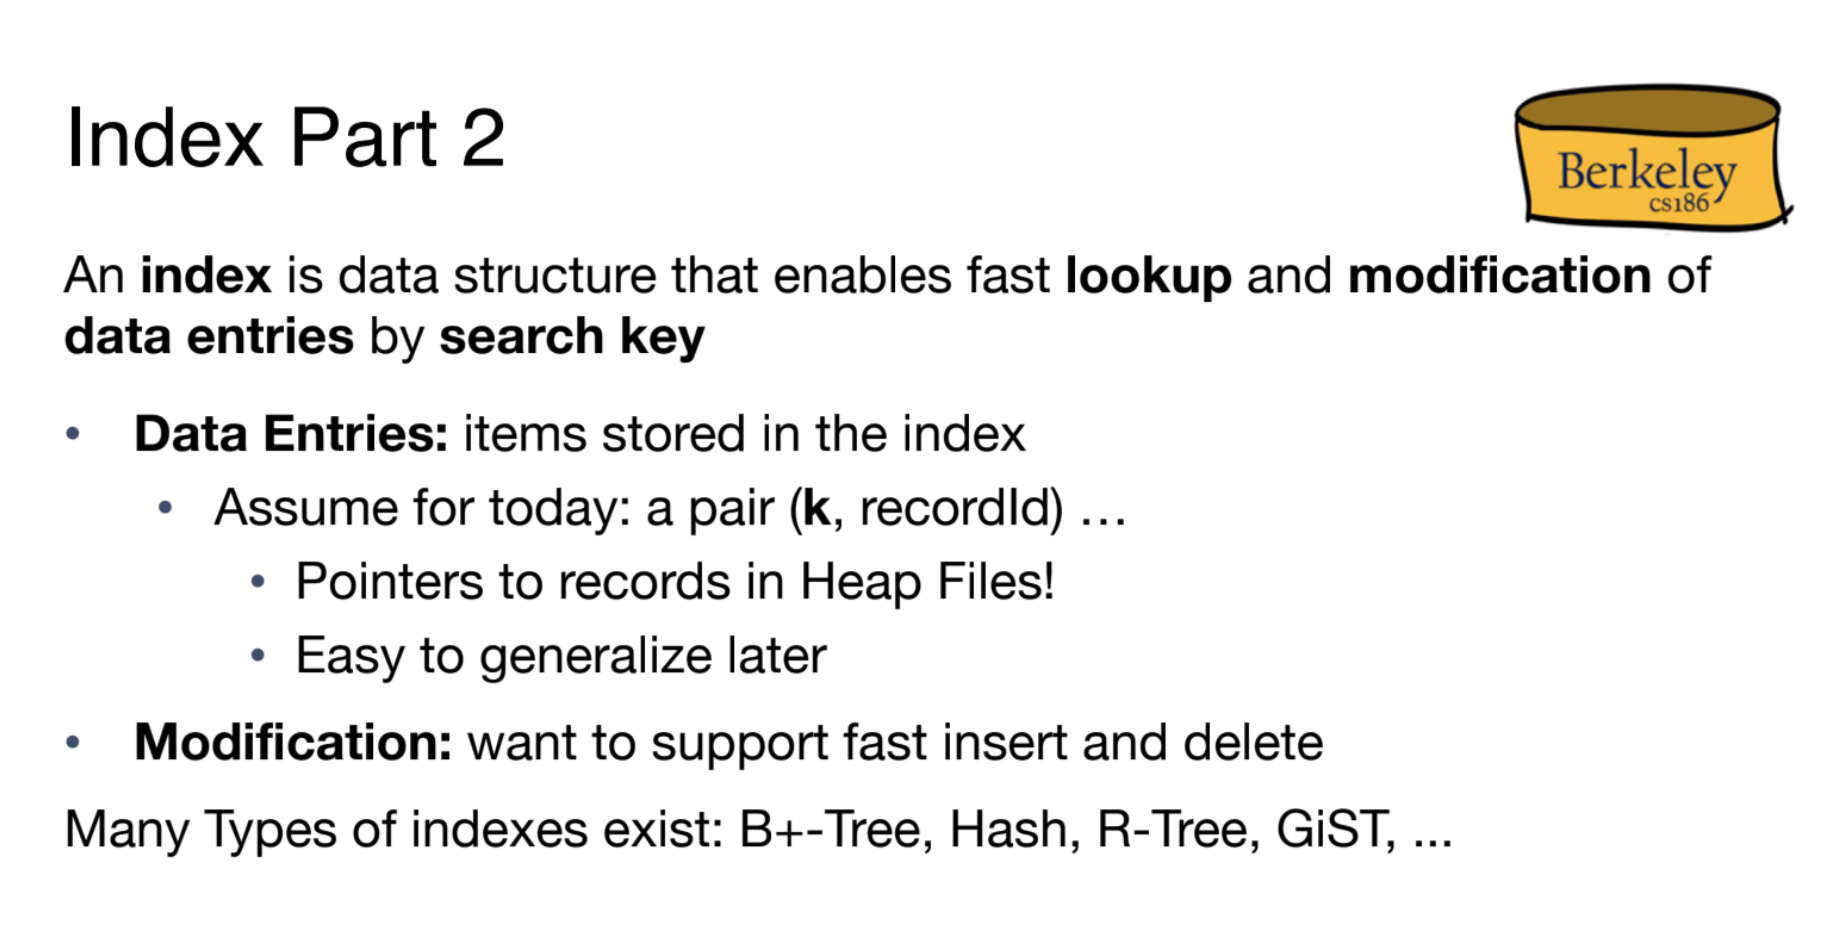 Index Part 2
Berkeley
cs186
An index is data structure that enables fast lookup and modification of
data entries by search key
• Data Entries: items stored in the index
• Assume for today: a pair (k, recordId) …
• Pointers to records in Heap Files!
• Easy to generalize later
• Modification: want to support fast insert and delete
Many Types of indexes exist: B+-Tree, Hash, R-Tree, GiST, ...